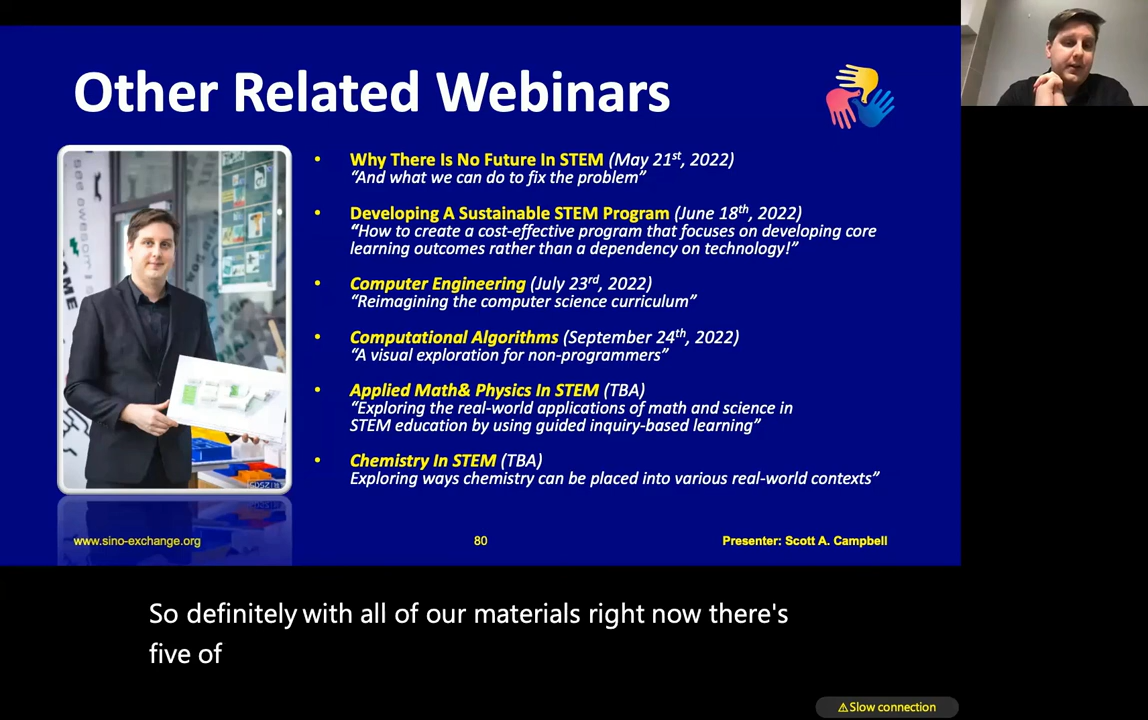 Other Related Webinars
• Why There Is No Future In STEM (May 21st, 2022)
“And what we can do to fix the problem”
• Developing A Sustainable STEM Program (June 18th, 2022)
“How to create a cost-effective program that focuses on developing core
learning outcomes rather than a dependency on technology!”
• Computer Engineering (July 23rd, 2022)
“Reimagining the computer science curriculum”
• Computational Algorithms (September 24th, 2022)
“A visual exploration for non-programmers”
• Applied Math& Physics In STEM (TBA)
“Exploring the real-world applications of math and science in
STEM education by using guided inquiry-based learning”
• Chemistry In STEM (TBA)
Exploring ways chemistry can be placed into various real-world contexts”
www.sino-exchange.org
80
Presenter: Scott A. Campbell
So definitely with all of our materials right now there's
five of
⚠Slow connection